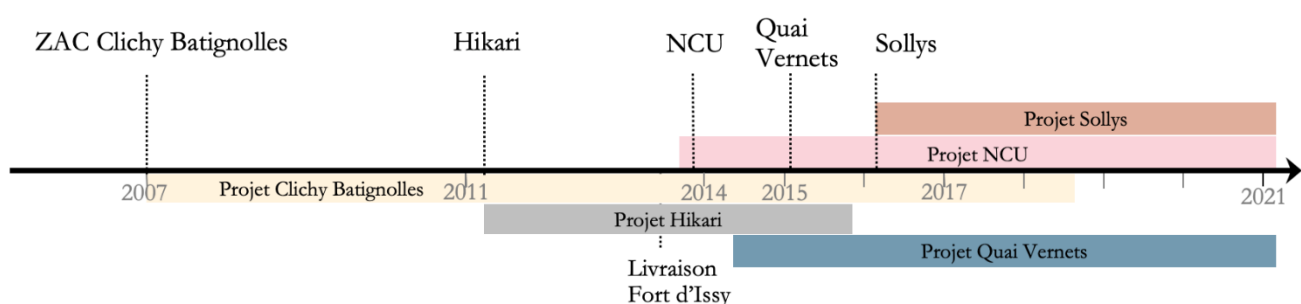 ZAC Clichy Batignolles
Hikari
NCU
Quai
Vernets
Sollys
Projet Sollys
Projet NCU
2007
Projet Clichy Batignolles
2011
2014
2015
2017
2021
Projet Hikari
Projet Quai Vernets
Livraison
Fort d'Issy